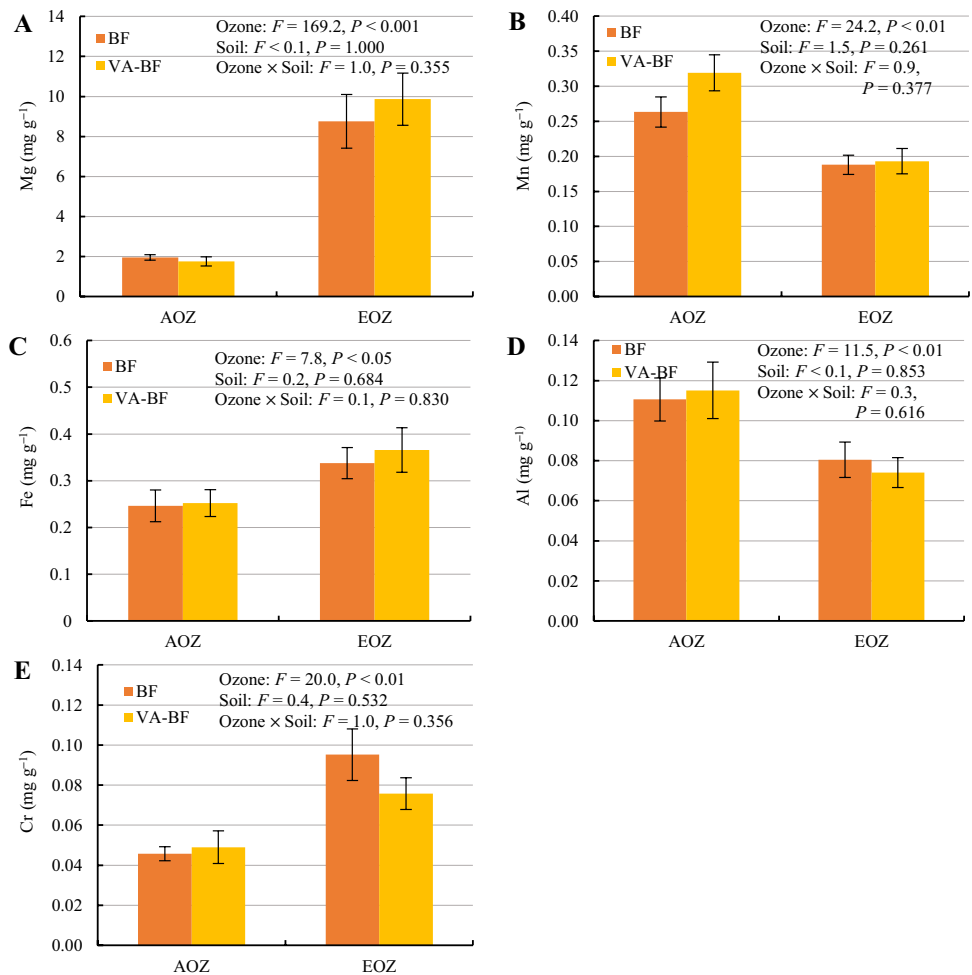 A
Ozone: F = 169.2, P < 0.001
Soil: F < 0.1, P = 1.000
Ozone × Soil: F = 1.0, P = 0.355
BF
VA-BF
Mg (mg g⁻¹)
14
12
10
8
6
4
2
0
AOZ
EOZ
B
Ozone: F = 24.2, P < 0.01
Soil: F = 1.5, P = 0.261
Ozone × Soil: F = 0.9,
P = 0.377
BF
VA-BF
Mn (mg g⁻¹)
0.40
0.35
0.30
0.25
0.20
0.15
0.10
0.05
0.00
AOZ
EOZ
C
Ozone: F = 7.8, P < 0.05
Soil: F = 0.2, P = 0.684
Ozone × Soil: F = 0.1, P = 0.830
BF
VA-BF
Fe (mg g⁻¹)
0.6
0.5
0.4
0.3
0.2
0.1
0
AOZ
EOZ
D
Ozone: F = 11.5, P < 0.01
Soil: F < 0.1, P = 0.853
Ozone × Soil: F = 0.3,
P = 0.616
BF
VA-BF
Al (mg g⁻¹⁾
0.14
0.12
0.10
0.08
0.06
0.04
0.02
0.00
AOZ
EOZ
E
Ozone: F = 20.0, P < 0.01
Soil: F = 0.4, P = 0.532
Ozone × Soil: F = 1.0, P = 0.356
BF
VA-BF
Cr (mg g⁻¹)
0.14
0.12
0.10
0.08
0.06
0.04
0.02
0.00
AOZ
EOZ